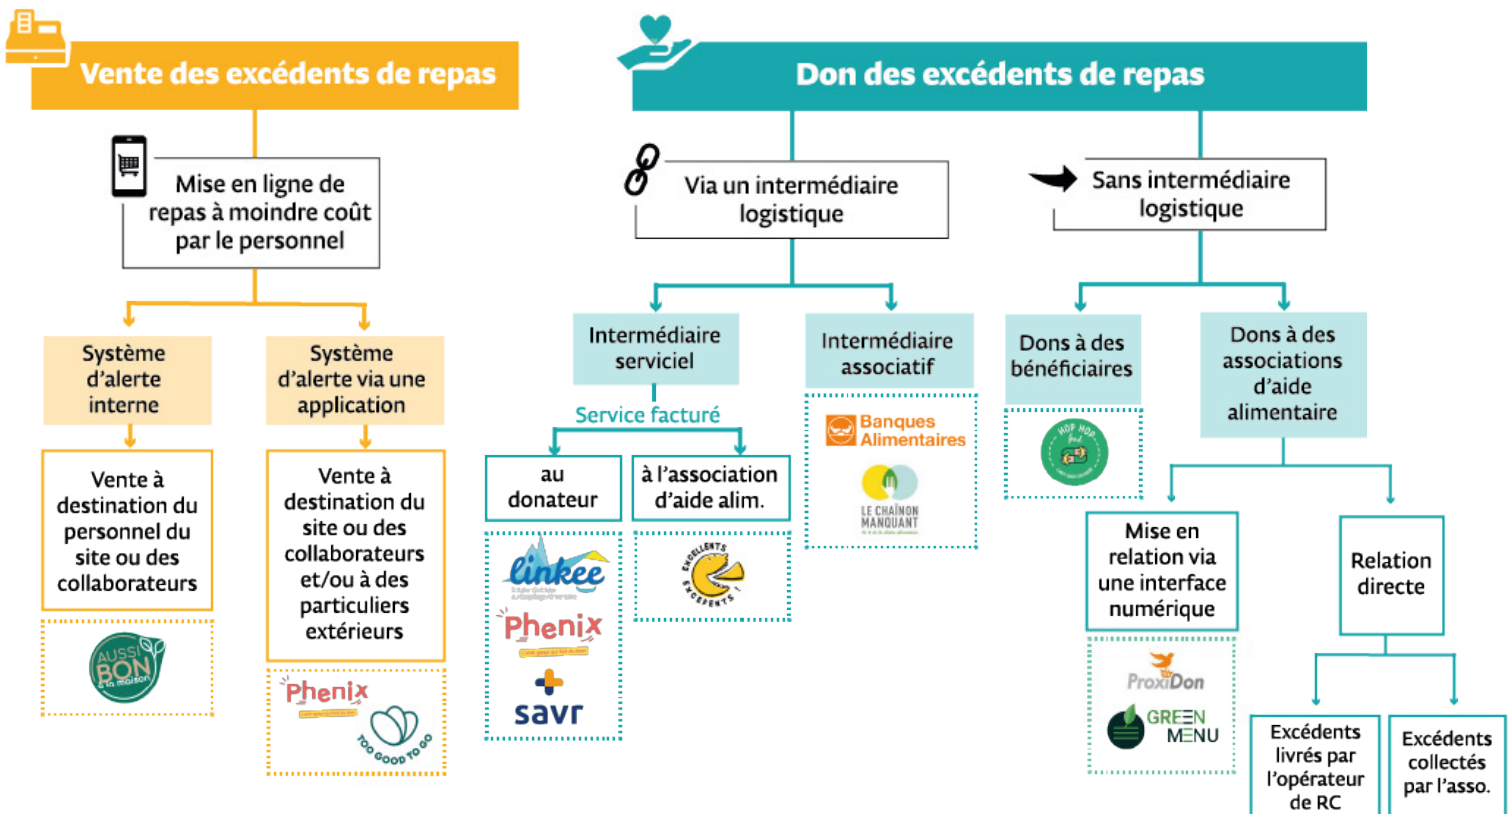 Vente des excédents de repas
Mise en ligne de
repas à moindre coût
par le personnel
Système
d'alerte
interne
Système
d'alerte via une
application
Vente à
destination du
personnel du
site ou des
collaborateurs
Vente à
destination du
site ou des
collaborateurs
et/ou à des
particuliers
extérieurs
AUSSI
BON
à la maison
Phenix
TOO GOOD TO GO
Don des excédents de repas
Via un intermédiaire
logistique
Sans intermédiaire
logistique
Intermédiaire
serviciel
Intermédiaire
associatif
Service facturé
au
donateur
à l'association
d'aide alim.
linkee
Phenix
savr
EXCELLENTS
EXCEDENTS !
Banques
Alimentaires
LE CHAÎNON
MANQUANT
Dons à des
bénéficiaires
HOP HOP
food
Dons à des
associations
d'aide
alimentaire
Mise en
relation via
une interface
numérique
ProxiDon
GREEN
MENU
Relation
directe
Excédents
livrés par
l'opérateur
de RC
Excédents
collectés
par l'asso.